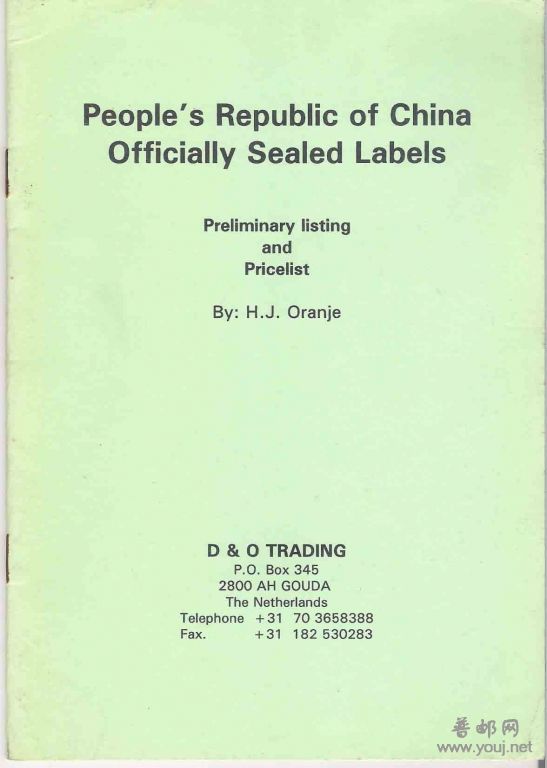 People's Republic of China
Officially Sealed Labels
Preliminary listing
and
Pricelist
By: H.J. Oranje
D & O TRADING
P.O. Box 345
2800 AH GOUDA
The Netherlands
Telephone +31 70 3658388
Fax. +31 182 530283
普邮网
www.youj.net